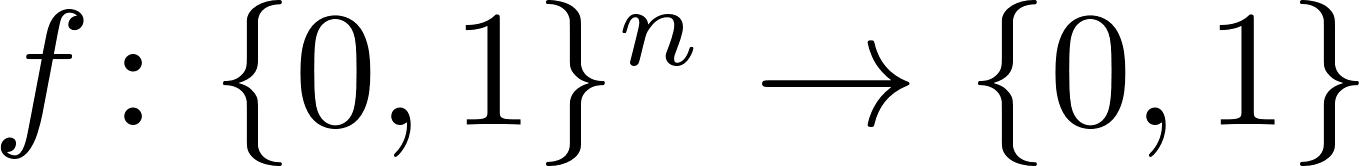 f : {0, 1}ⁿ → {0, 1}